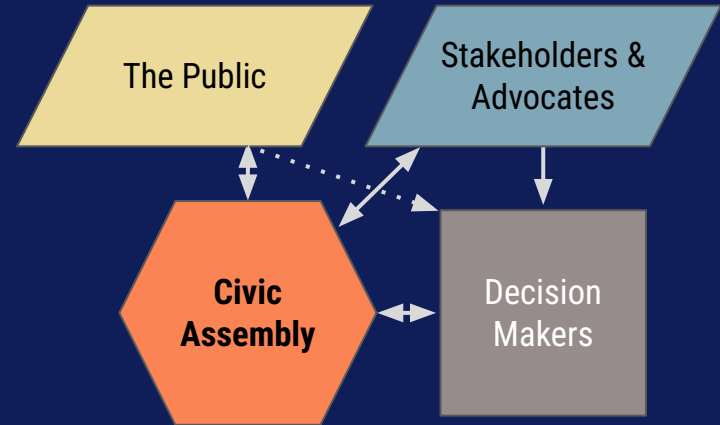 The Public
Stakeholders &
Advocates
Civic
Assembly
Decision
Makers